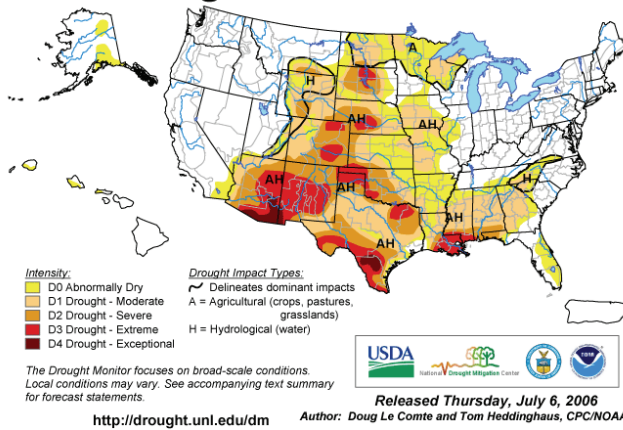 H
A
AH
AH
AH
AH
H
AH
AH
Intensity:
D0 Abnormally Dry
D1 Drought - Moderate
D2 Drought - Severe
D3 Drought - Extreme
D4 Drought - Exceptional
Drought Impact Types:
Delineates dominant impacts
A = Agricultural (crops, pastures,
grasslands)
H = Hydrological (water)
The Drought Monitor focuses on broad-scale conditions.
Local conditions may vary. See accompanying text summary
for forecast statements.
http://drought.unl.edu/dm
USDA
National Drought Mitigation Center
NOAA
Released Thursday, July 6, 2006
Author: Doug Le Comte and Tom Heddinghaus, CPC/NOAA